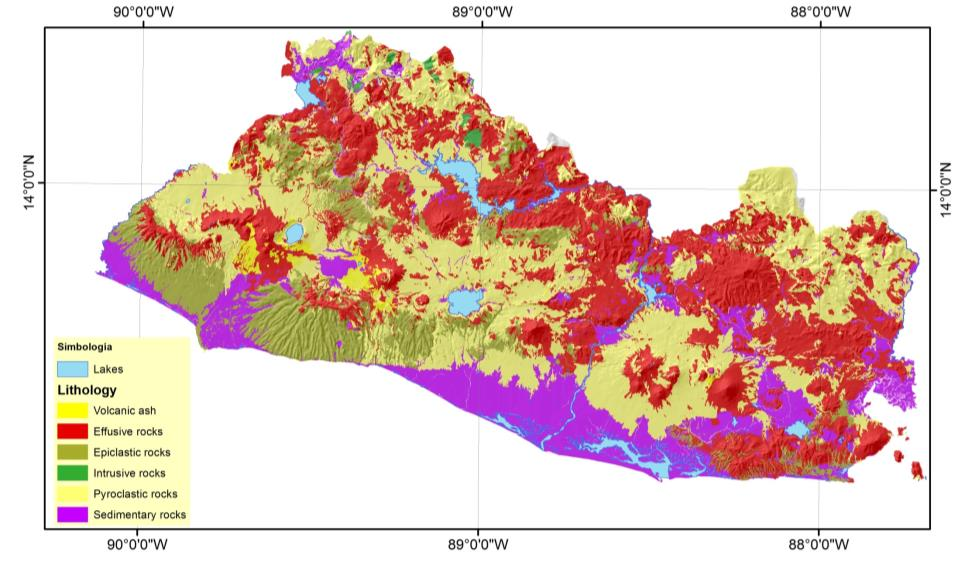 90°0'0"W 89°0'0"W 88°0'0"W
14°0'0"N 14°0'0"N
Simbologia
Lakes
Lithology
Volcanic ash
Effusive rocks
Epiclastic rocks
Intrusive rocks
Pyroclastic rocks
Sedimentary rocks
90°0'0"W 89°0'0"W 88°0'0"W